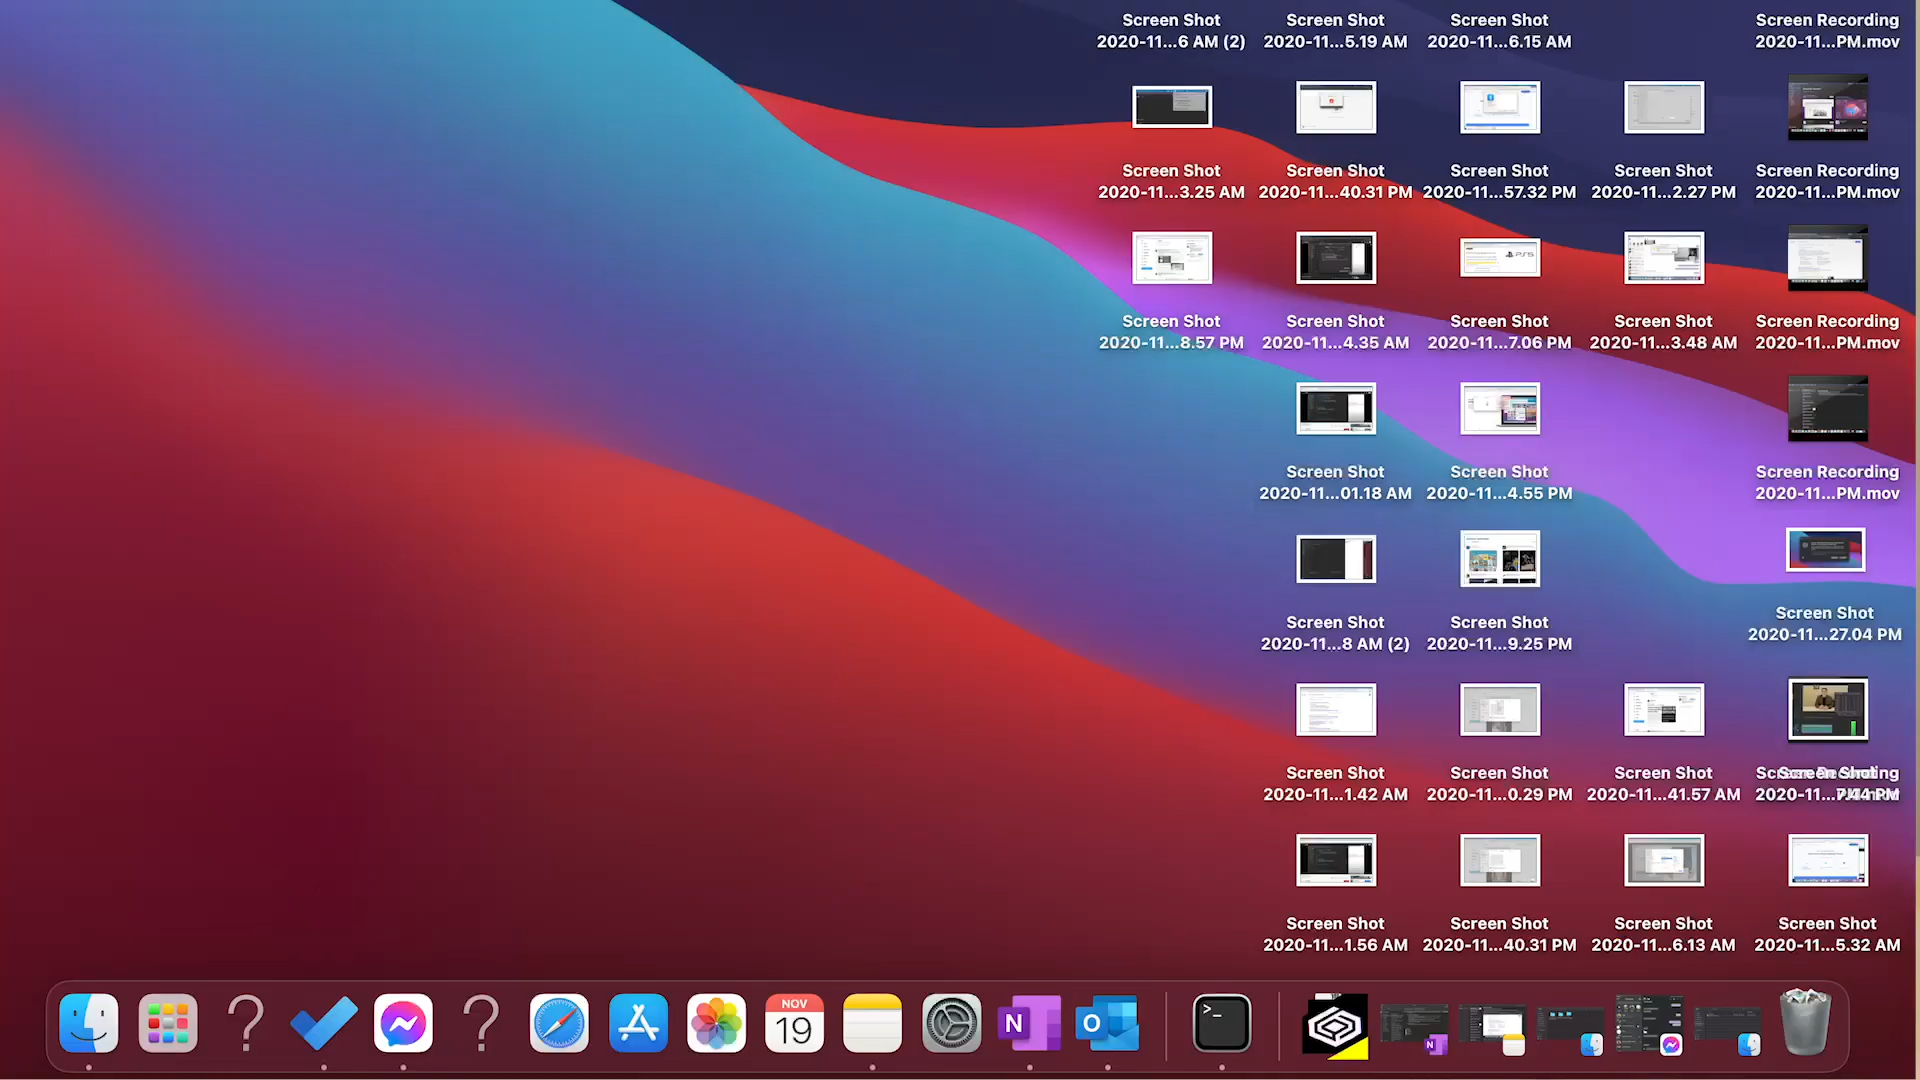 Screen Shot
2020-11...6 AM (2)
Screen Shot
2020-11...5.19 AM
Screen Shot
2020-11...6.15 AM
Screen Recording
2020-11...PM.mov
Screen Shot
2020-11...3.25 AM
Screen Shot
2020-11...40.31 PM
Screen Shot
2020-11...57.32 PM
Screen Shot
2020-11...2.27 PM
Screen Recording
2020-11...PM.mov
PS5
Screen Shot
2020-11...8.57 PM
Screen Shot
2020-11...4.35 AM
Screen Shot
2020-11...7.06 PM
Screen Shot
2020-11...3.48 AM
Screen Recording
2020-11...PM.mov
Screen Shot
2020-11...01.18 AM
Screen Shot
2020-11...4.55 PM
Screen Recording
2020-11...PM.mov
Screen Shot
2020-11...8 AM (2)
Screen Shot
2020-11...9.25 PM
Screen Shot
2020-11...27.04 PM
Screen Shot
2020-11...1.42 AM
Screen Shot
2020-11...0.29 PM
Screen Shot
2020-11...41.57 AM
Screen Shot
2020-11...1.56 AM
Screen Shot
2020-11...40.31 PM
Screen Shot
2020-11...6.13 AM
Screen Shot
2020-11...5.32 AM
? ? NOV
19
N
O
>_
N